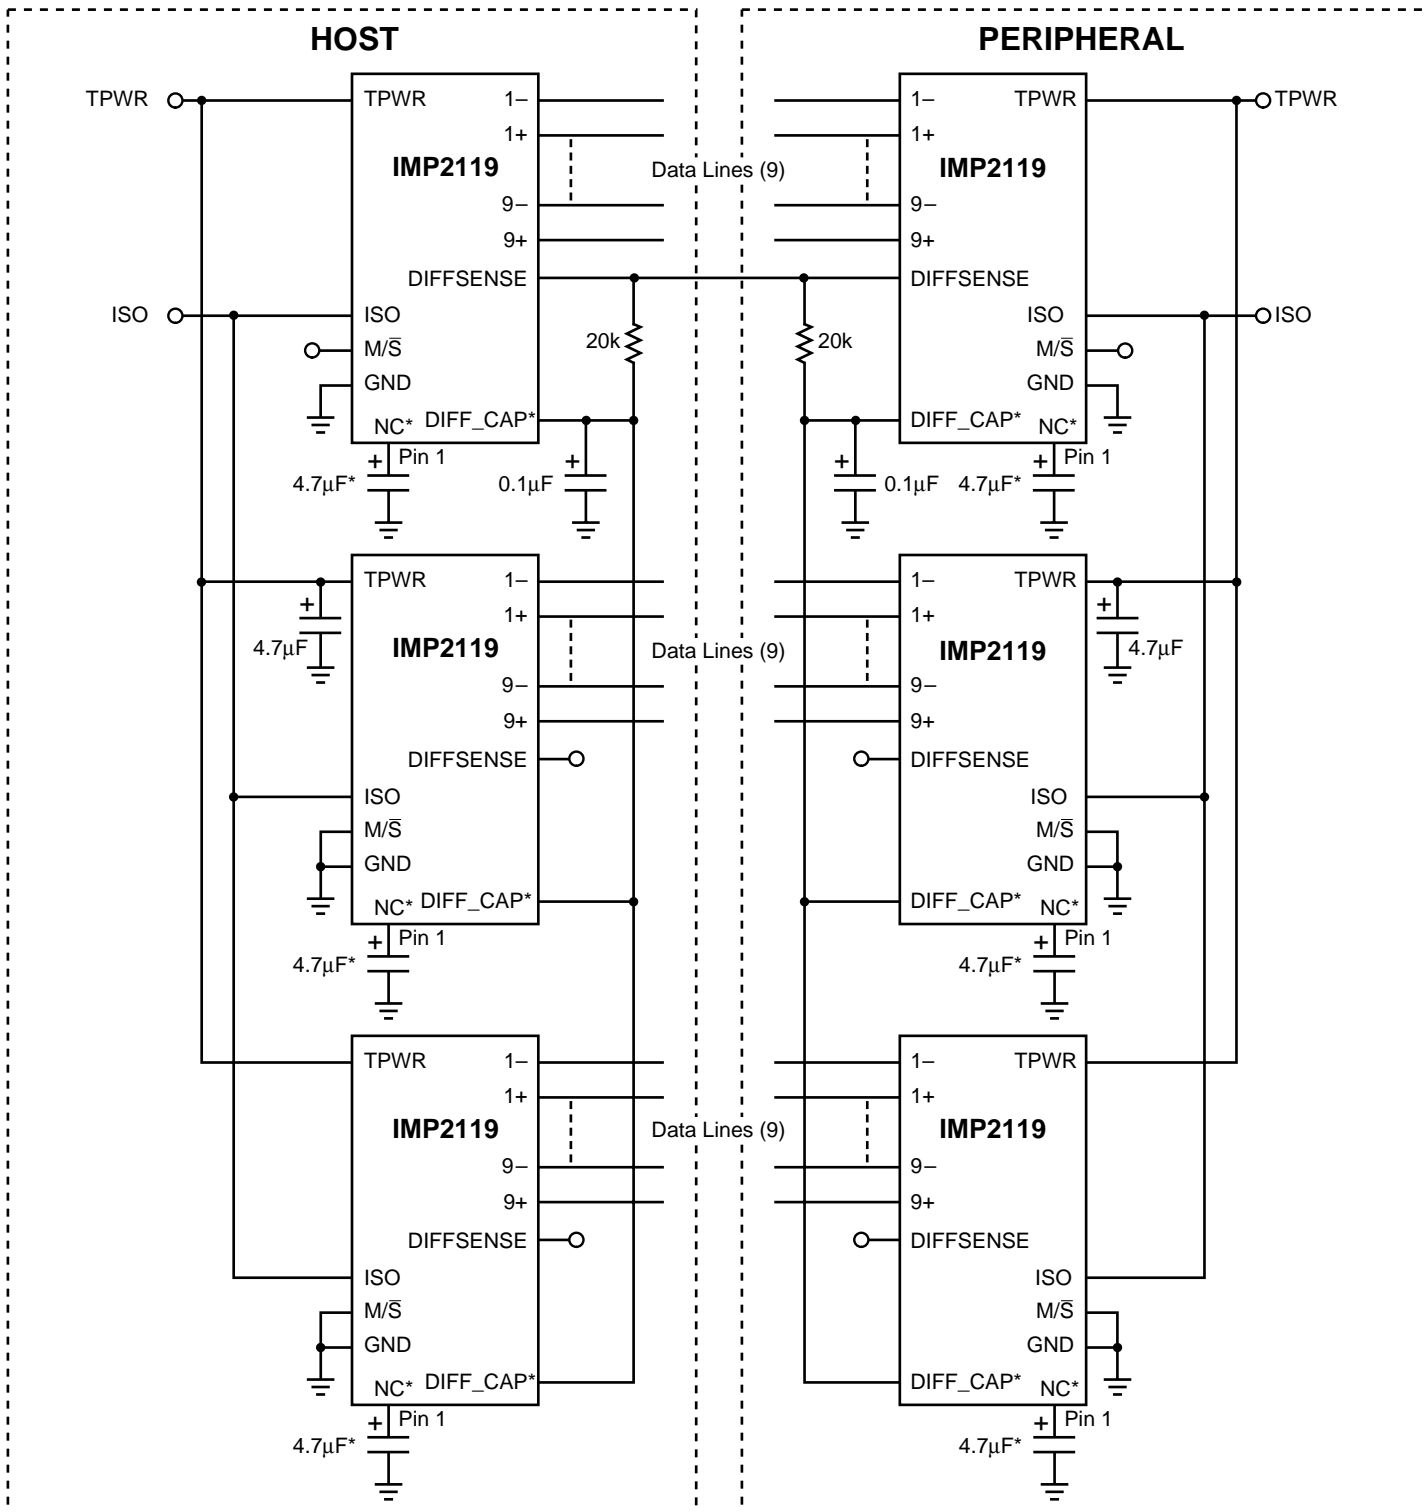 HOST
PERIPHERAL
TPWR
TPWR
1–
1+
IMP2119
9–
9+
DIFFSENSE
ISO
ISO
M/S̅
GND
NC*
DIFF_CAP*
Pin 1
4.7μF*
0.1μF
20k
Data Lines (9)
1–
TPWR
TPWR
1+
IMP2119
9–
9+
DIFFSENSE
ISO
ISO
20k
M/S̅
GND
DIFF_CAP*
NC*
Pin 1
0.1μF
4.7μF*
TPWR
1–
1+
4.7μF
IMP2119
9–
9+
DIFFSENSE
ISO
M/S̅
GND
NC*
DIFF_CAP*
Pin 1
4.7μF*
Data Lines (9)
1–
TPWR
1+
IMP2119
4.7μF
9–
9+
DIFFSENSE
ISO
M/S̅
GND
DIFF_CAP*
NC*
Pin 1
4.7μF*
TPWR
1–
1+
IMP2119
9–
9+
DIFFSENSE
ISO
M/S̅
GND
NC*
DIFF_CAP*
Pin 1
4.7μF*
Data Lines (9)
1–
TPWR
1+
IMP2119
9–
9+
DIFFSENSE
ISO
M/S̅
GND
DIFF_CAP*
NC*
Pin 1
4.7μF*